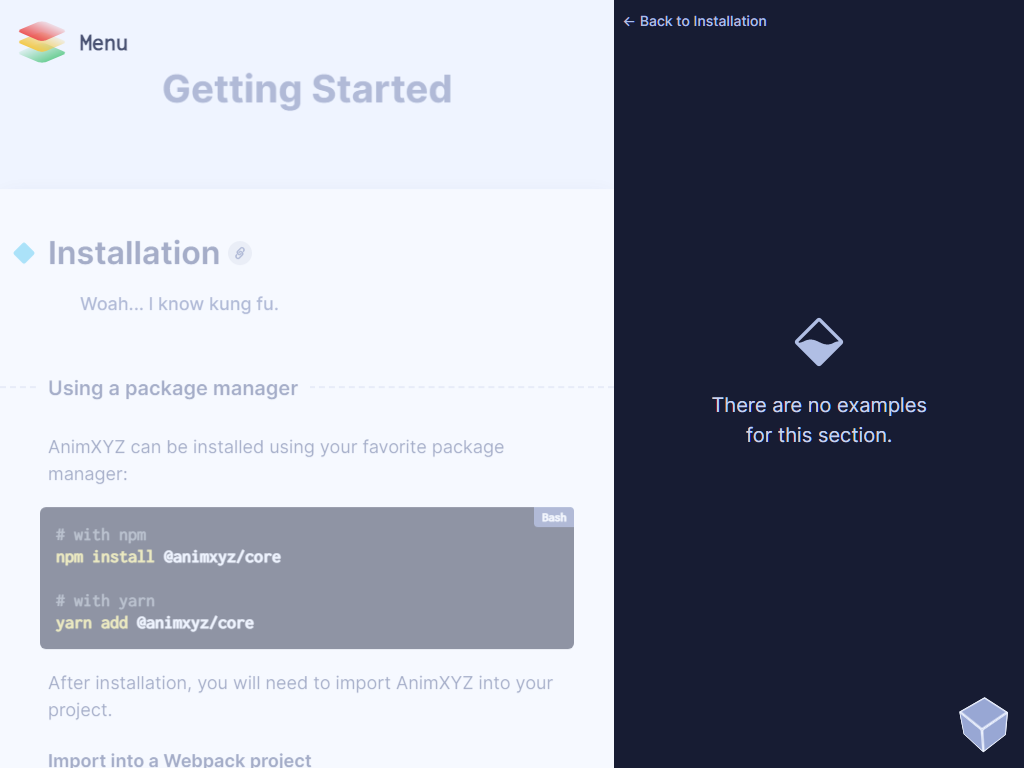 Menu
Getting Started
Installation
Woah... I know kung fu.
Using a package manager
AnimXYZ can be installed using your favorite package
manager:
Bash
# with npm
npm install @animxyz/core
# with yarn
yarn add @animxyz/core
After installation, you will need to import AnimXYZ into your
project.
Import into a Webpack project
← Back to Installation
There are no examples
for this section.